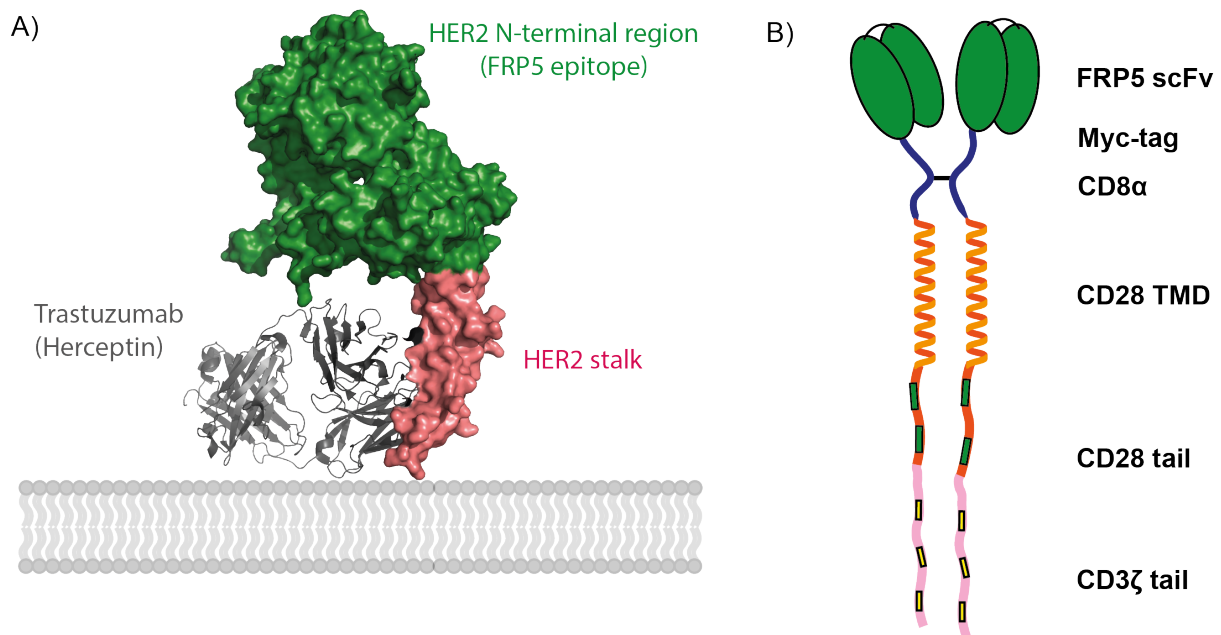 A)
HER2 N-terminal region
(FRP5 epitope)
Trastuzumab
(Herceptin)
HER2 stalk
B)
FRP5 scFv
Myc-tag
CD8α
CD28 TMD
CD28 tail
CD3ζ tail